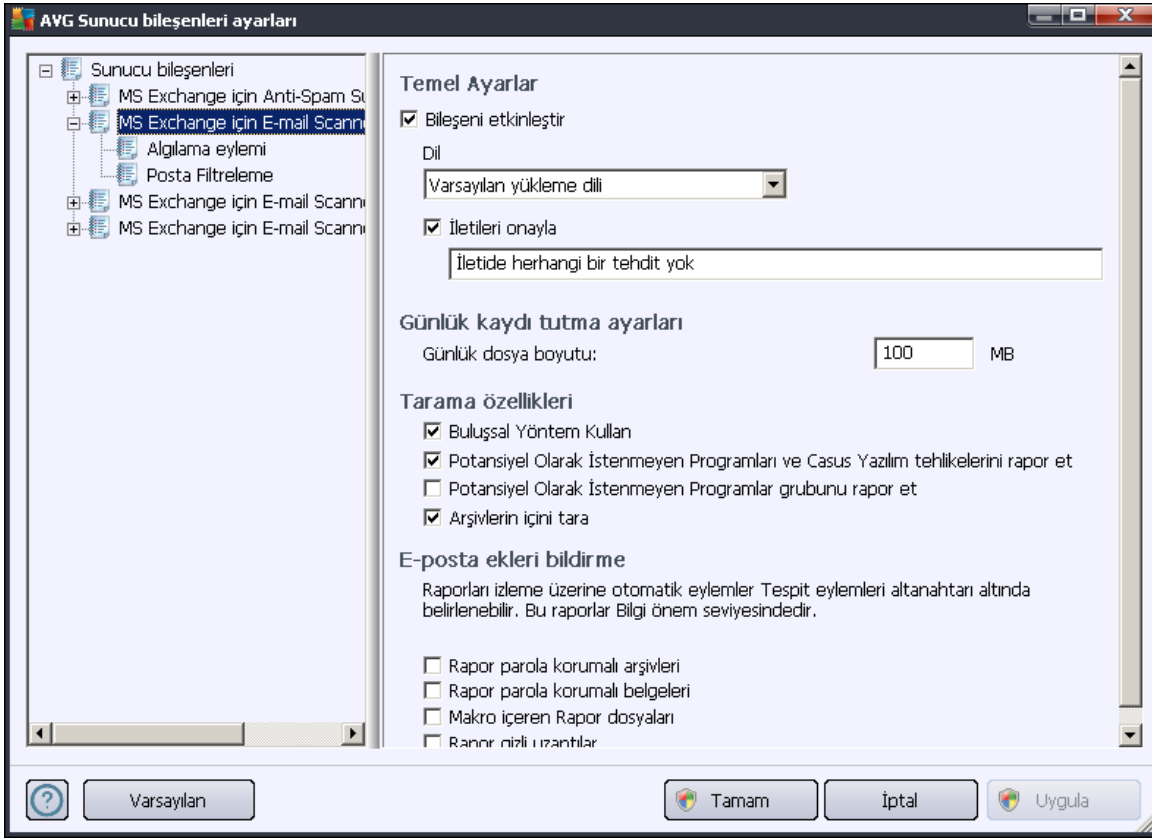 AVG Sunucu bileşenleri ayarları
Sunucu bileşenleri
MS Exchange için Anti-Spam
MS Exchange için E-mail
Algılama eylemi
Posta Filtreleme
MS Exchange için E-mail
MS Exchange için E-mail
Temel Ayarlar
Bileşeni etkinleştir
Dil
Varsayılan yükleme dili
İletileri onayla
İletide herhangi bir tehdit yok
Günlük kaydı tutma ayarları
Günlük dosya boyutu: 100 MB
Tarama özellikleri
Buluşsal Yöntem Kullan
Potansiyel Olarak İstenmeyen Programları ve Casus Yazılım tehlikelerini rapor et
Potansiyel Olarak İstenmeyen Programlar grubunu rapor et
Arşivlerin içini tara
E-posta ekleri bildirme
Raporları izleme üzerine otomatik eylemler Tespit eylemleri altanahtarı altında
belirlenebilir. Bu raporlar Bilgi önem seviyesindedir.
Rapor parola korumalı arşivleri
Rapor parola korumalı belgeleri
Makro içeren Rapor dosyaları
Rapor gizli uzantılar
Varsayılan
Tamam
İptal
Uygula